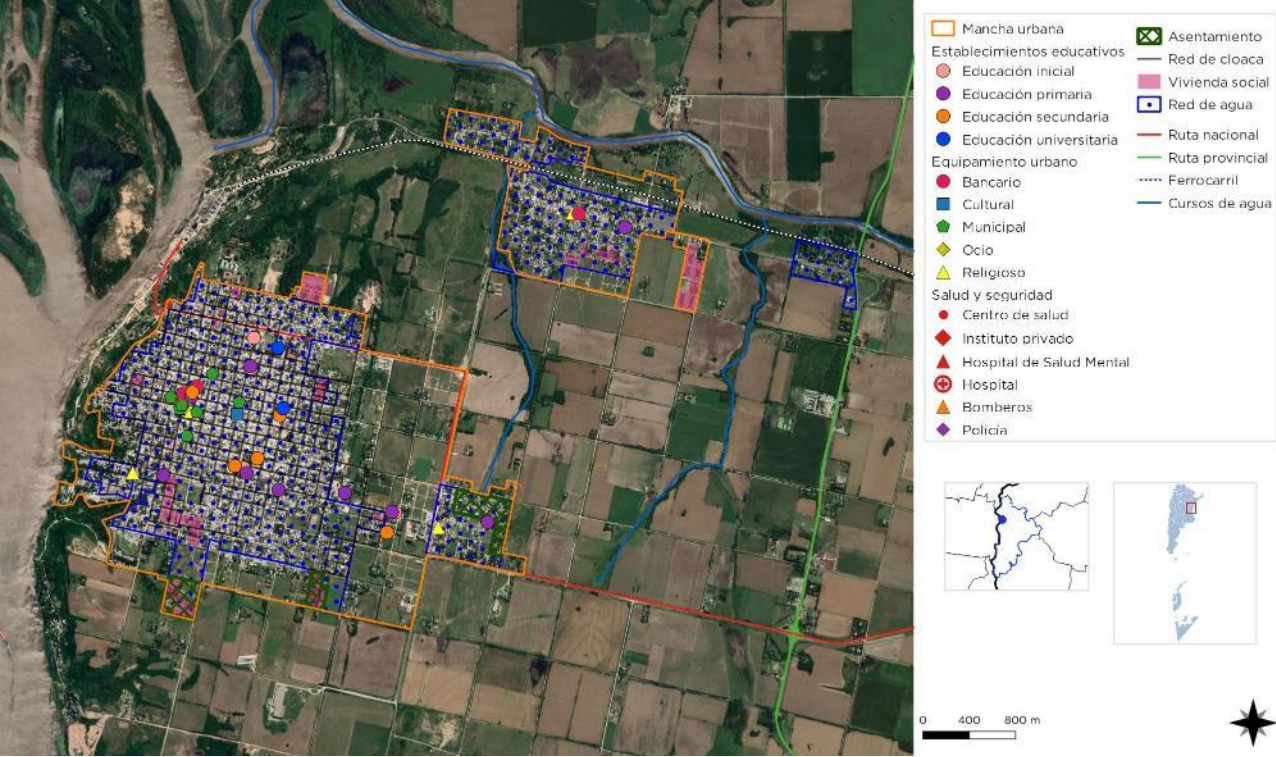 Mancha urbana
Establecimientos educativos
Educación inicial
Educación primaria
Educación secundaria
Educación universitaria
Equipamiento urbano
Bancario
Cultural
Municipal
Ocio
Religioso
Salud y seguridad
Centro de salud
Instituto privado
Hospital de Salud Mental
Hospital
Bomberos
Policía
Asentamiento
Red de cloaca
Vivienda social
Red de agua
Ruta nacional
Ruta provincial
Ferrocarril
Cursos de agua
0 400 800 m